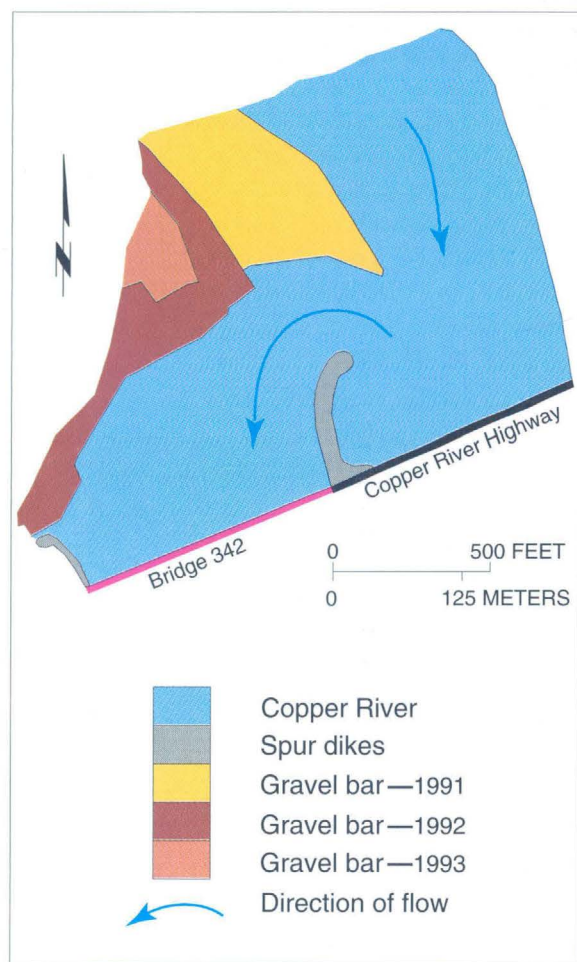 N
Copper River Highway
Bridge 342
0 500 FEET
0 125 METERS
Copper River
Spur dikes
Gravel bar—1991
Gravel bar—1992
Gravel bar—1993
Direction of flow